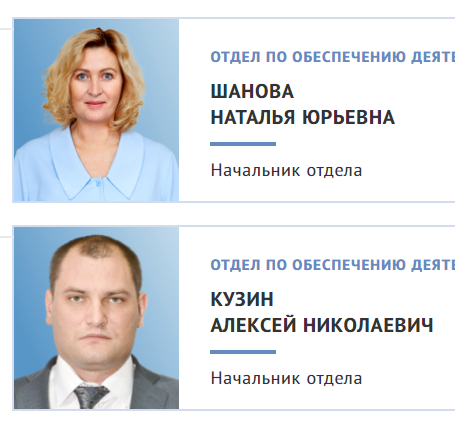 ОТДЕЛ ПО ОБЕСПЕЧЕНИЮ
ШАНОВА
НАТАЛЬЯ ЮРЬЕВНА
Начальник отдела
ОТДЕЛ ПО ОБЕСПЕЧЕНИЮ
КУЗИН
АЛЕКСЕЙ НИКОЛАЕВИЧ
Начальник отдела